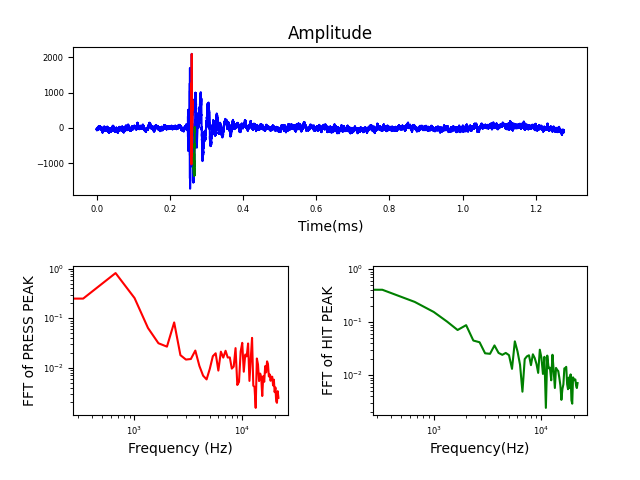 Amplitude
2000
1000
0
−1000
0.0 0.2 0.4 0.6 0.8 1.0 1.2
Time(ms)
FFT of PRESS PEAK
10⁰
10⁻¹
10⁻²
10³ 10⁴
Frequency (Hz)
FFT of HIT PEAK
10⁰
10⁻¹
10⁻²
10³ 10⁴
Frequency(Hz)